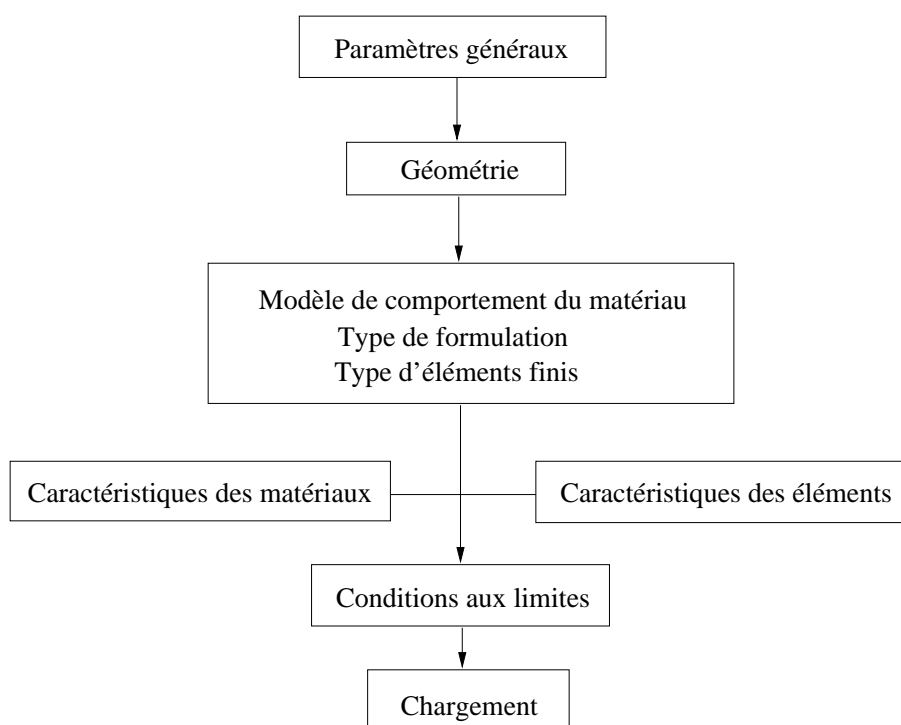 Paramètres généraux
Géométrie
Modèle de comportement du matériau
Type de formulation
Type d'éléments finis
Caractéristiques des matériaux
Caractéristiques des éléments
Conditions aux limites
Chargement